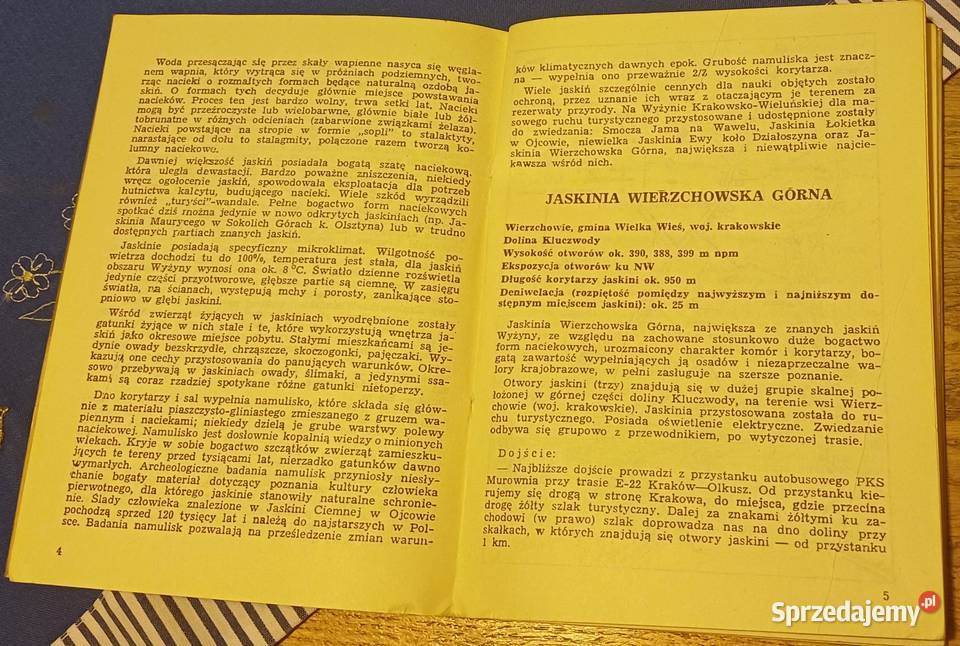 Woda przesączając się przez skały wapienne nasyca się węgla-
nem wapnia, który wytrąca się w próżniach podziemnych, two-
rząc nacieki o rozmaitych formach będące naturalną ozdobą ja-
skiń. O formach tych decyduje głównie miejsce powstawania
nacieków. Proces ten jest bardzo wolny, trwa setki lat. Nacieki
mogą być przeźroczyste lub wielobarwne, głównie białe lub żół-
tobrunatne w różnych odcieniach (zabarwione związkami żelaza).
Nacieki powstające na stropie w formie „sopli” to stalaktyty,
narastające od dołu to stalagmity, połączone razem tworzą ko-
lumny naciekowe.
Dawniej większość jaskiń posiadała bogatą szatę naciekową,
która uległa dewastacji. Bardzo poważne zniszczenia, niekiedy
wręcz ogołocenie jaskiń, spowodowała eksploatacja dla potrzeb
hutnictwa kalcytu, budującego nacieki. Wiele szkód wyrządzili
również „turyści”-wandale. Pełne bogactwo form naciekowych
spotkać dziś można jedynie w nowo odkrytych jaskiniach (np. Ja-
skinia Maurycego w Sokolich Górach k. Olsztyna) lub w trudno
dostępnych partiach znanych jaskiń.
Jaskinie posiadają specyficzny mikroklimat. Wilgotność po-
wietrza dochodzi tu do 100%, temperatura jest stała, dla jaskiń
obszaru Wyżyny wynosi ona ok. 8 °C. Światło dzienne rozświetla
jedynie części przyotworowe, głębsze partie są ciemne. W zasięgu
światła, na ścianach, występują mchy i porosty, zanikające sto-
pniowo w głębi jaskini.
Wśród zwierząt żyjących w jaskiniach wyodrębnione zostały
gatunki żyjące w nich stale i te, które wykorzystują wnętrza ja-
skiń jako okresowe miejsce pobytu. Stałymi mieszkańcami są je-
dynie owady bezskrzydłe, chrząszcze, skoczogonki, pajęczaki. Wy-
kazują one cechy przystosowania do panujących warunków. Okre-
sowo przebywają w jaskiniach owady, ślimaki, a jedynymi ssa-
kami są coraz rzadziej spotykane różne gatunki nietoperzy.
Dno korytarzy i sal wypełnia namulisko, które składa się głów-
nie z materiału piaszczysto-gliniastego zmieszanego z gruzem wa-
piennym i naciekami; niekiedy dzielą je grube warstwy polewy
naciekowej. Namulisko jest dosłownie kopalnią wiedzy o minionych
wiekach. Kryje w sobie bogactwo szczątków zwierząt zamieszku-
jących te tereny przed tysiącami lat, nierzadko gatunków dawno
wymarłych. Archeologiczne badania namulisk przyniosły niesły-
chanie bogaty materiał dotyczący poznania kultury człowieka
pierwotnego, dla którego jaskinie stanowiły naturalne schronie-
nie. Ślady człowieka znalezione w Jaskini Ciemnej w Ojcowie
pochodzą sprzed 120 tysięcy lat i należą do najstarszych w Pol-
sce. Badania namulisk pozwalają na prześledzenie zmian warun-
4
ków klimatycznych dawnych epok. Grubość namuliska jest znacz-
na — wypełnia ono przeważnie 2/Z wysokości korytarza.
Wiele jaskiń szczególnie cennych dla nauki objętych zostało
ochroną, przez uznanie ich wraz z otaczającym je terenem za
rezerwaty przyrody. Na Wyżynie Krakowsko-Wieluńskiej dla ma-
sowego ruchu turystycznego przystosowane i udostępnione zostały
do zwiedzania: Smocza Jama na Wawelu, Jaskinia Łokietka
w Ojcowie, niewielka Jaskinia Ewy koło Działoszyna oraz Ja-
skinia Wierzchowska Górna, największa i niewątpliwie najcie-
kawsza wśród nich.
JASKINIA WIERZCHOWSKA GÓRNA
Wierzchowie, gmina Wielka Wieś, woj. krakowskie
Dolina Kluczwody
Wysokość otworów ok. 390, 388, 399 m npm
Ekspozycja otworów ku NW
Długość korytarzy jaskini ok. 950 m
Deniwelacja (rozpiętość pomiędzy najwyższym i najniższym do-
stępnym miejscem jaskini): ok. 25 m
Jaskinia Wierzchowska Górna, największa ze znanych jaskiń
Wyżyny, ze względu na zachowane stosunkowo duże bogactwo
form naciekowych, urozmaicony charakter komór i korytarzy, bo-
gatą zawartość wypełniających ją osadów i niezaprzeczalne wa-
lory krajobrazowe, w pełni zasługuje na szersze poznanie.
Otwory jaskini (trzy) znajdują się w dużej grupie skalnej po-
łożonej w górnej części doliny Kluczwody, na terenie wsi Wierz-
chowie (woj. krakowskie). Jaskinia przystosowana została do ru-
chu turystycznego. Posiada oświetlenie elektryczne. Zwiedzanie
odbywa się grupowo z przewodnikiem, po wytyczonej trasie.
Dojście:
— Najbliższe dojście prowadzi z przystanku autobusowego PKS
Murownia przy trasie E-22 Kraków—Olkusz. Od przystanku kie-
rujemy się drogą w stronę Krakowa, do miejsca, gdzie przecina
drogę żółty szlak turystyczny. Dalej za znakami żółtymi ku za-
chodowi (w prawo) szlak doprowadza nas na dno doliny przy
skałkach, w których znajdują się otwory jaskini — od przystanku
1 km.
5
Sprzedajemy.pl